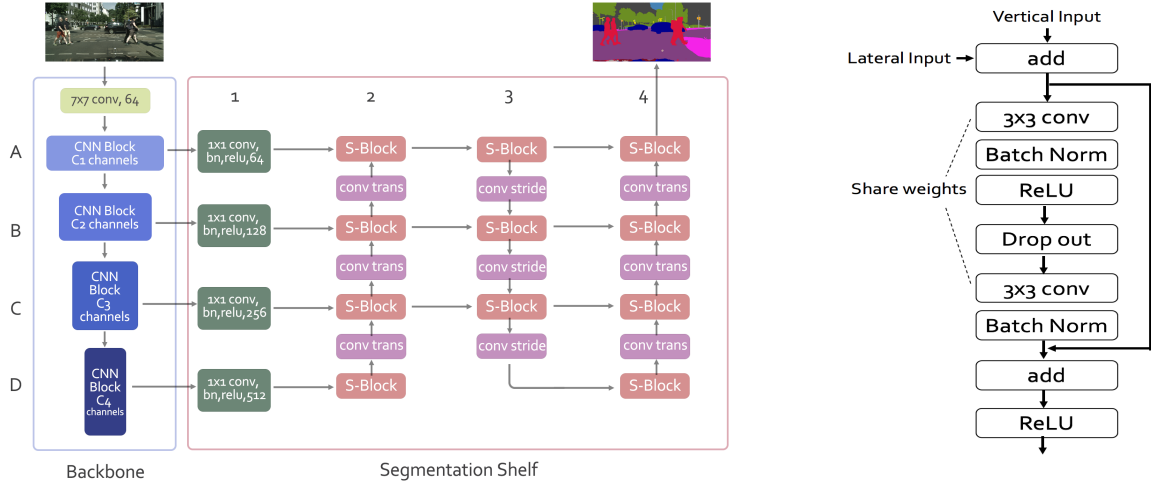 7x7 conv, 64
1
2
3
4
A
CNN Block
C1 channels
1x1 conv,
bn,relu,64
S-Block
S-Block
S-Block
conv trans
conv stride
conv trans
B
CNN Block
C2 channels
1x1 conv,
bn,relu,128
S-Block
S-Block
S-Block
conv trans
conv stride
conv trans
C
CNN
Block
C3
channels
1x1 conv,
bn,relu,256
S-Block
S-Block
S-Block
conv trans
conv stride
conv trans
D
CNN
Block
C4
channels
1x1 conv,
bn,relu,512
S-Block
S-Block
Backbone
Segmentation Shelf
Vertical Input
Lateral Input
add
3x3 conv
Batch Norm
Share weights
ReLU
Drop out
3x3 conv
Batch Norm
add
ReLU